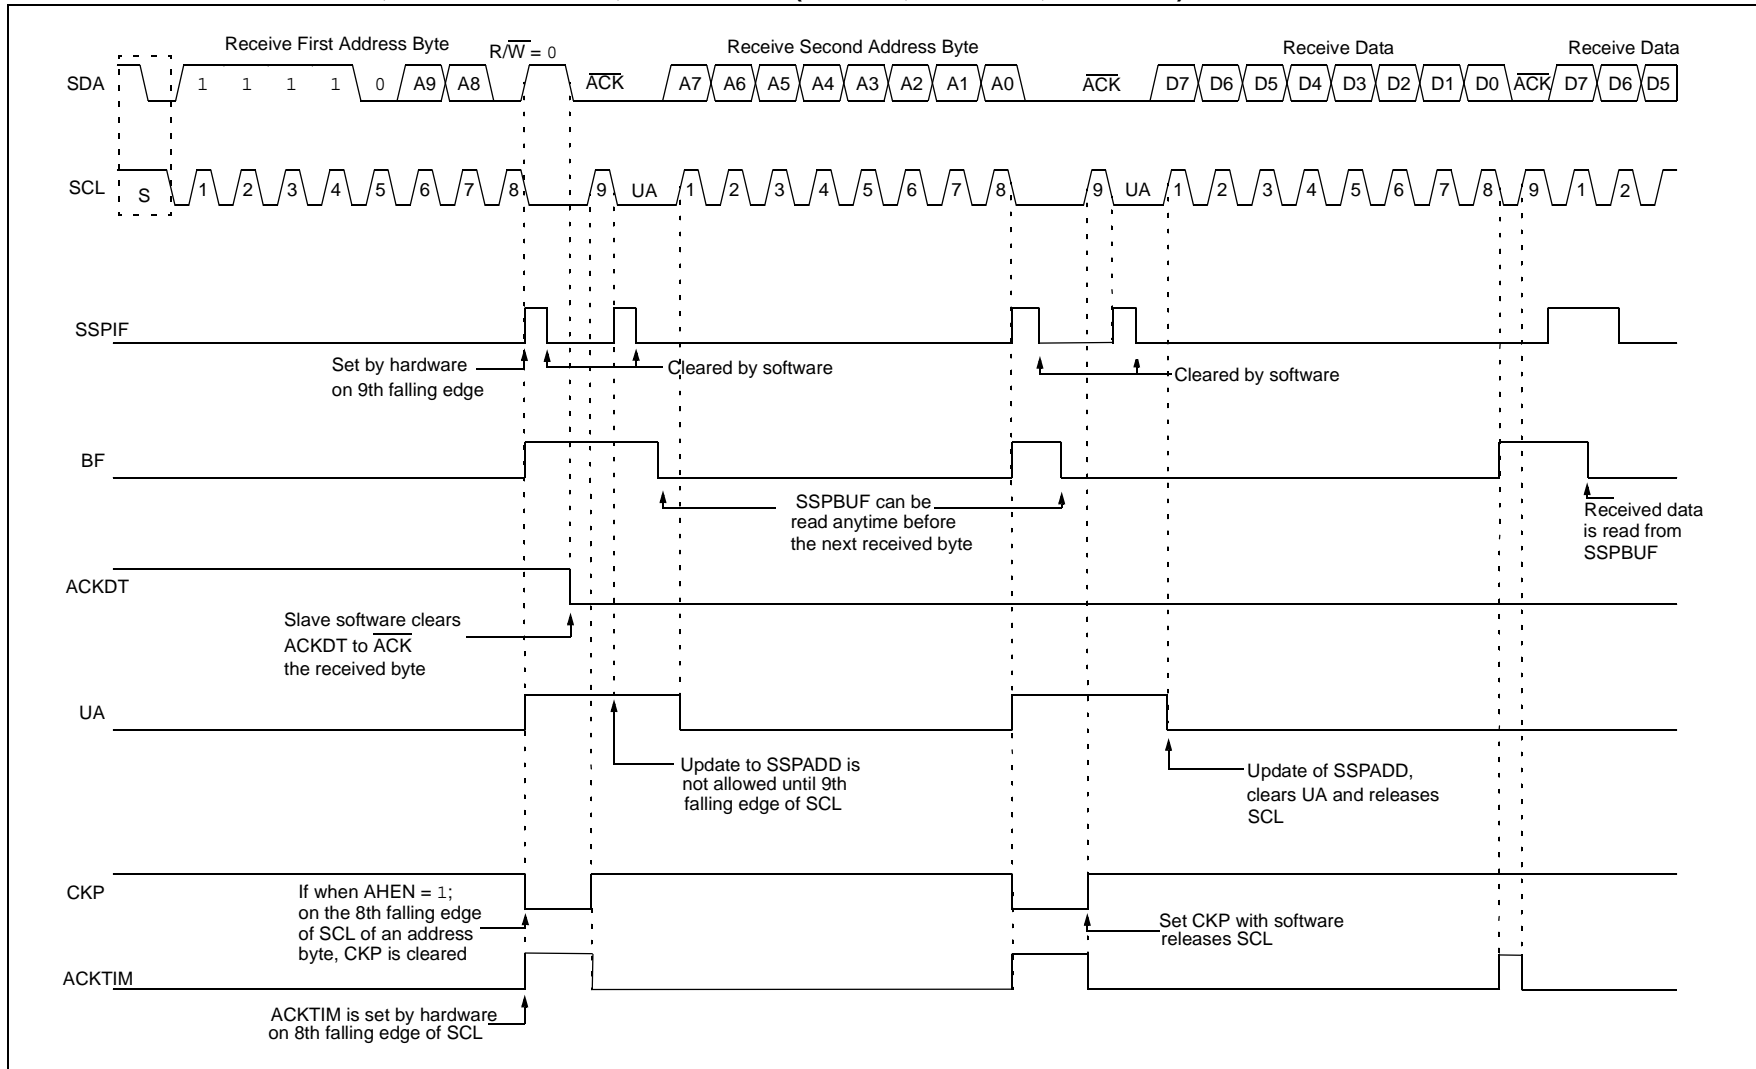 Receive First Address Byte
R/W = 0
Receive Second Address Byte
Receive Data
Receive Data
SDA
1 1 1 1 0 A9 A8
ACK
A7 A6 A5 A4 A3 A2 A1 A0
ACK
D7 D6 D5 D4 D3 D2 D1 D0
ACK
D7 D6 D5
SCL
S
1 2 3 4 5 6 7 8 9 UA 1 2 3 4 5 6 7 8 9 UA 1 2 3 4 5 6 7 8 9 1 2
SSPIF
Set by hardware
on 9th falling edge
Cleared by software
Cleared by software
BF
SSPBUF can be
read anytime before
the next received byte
Received data
is read from
SSPBUF
ACKDT
Slave software clears
ACKDT to ACK
the received byte
UA
Update to SSPADD is
not allowed until 9th
falling edge of SCL
Update of SSPADD,
clears UA and releases
SCL
CKP
If when AHEN = 1;
on the 8th falling edge
of SCL of an address
byte, CKP is cleared
Set CKP with software
releases SCL
ACKTIM
ACKTIM is set by hardware
on 8th falling edge of SCL